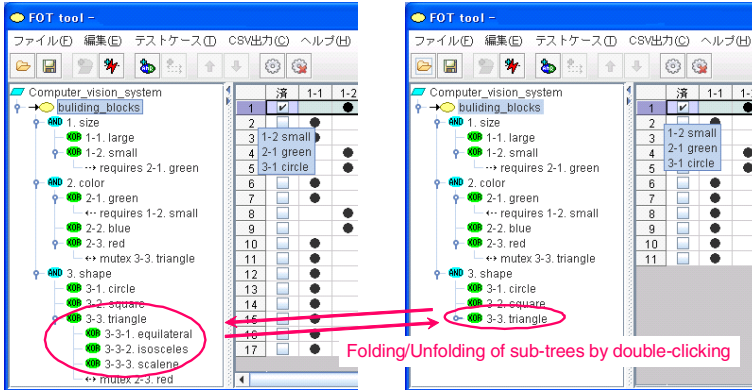 FOT tool -
ファイル(F) 編集(E) テストケース(T) CSV出力(C) ヘルプ(H)
Computer_vision_system
buliding_blocks
AND 1. size
XOR 1-1. large
XOR 1-2. small
requires 2-1. green
AND 2. color
XOR 2-1. green
requires 1-2. small
XOR 2-2. blue
XOR 2-3. red
mutex 3-3. triangle
AND 3. shape
XOR 3-1. circle
XOR 3-2. square
XOR 3-3. triangle
XOR 3-3-1. equilateral
XOR 3-3-2. isosceles
XOR 3-3-3. scalene
mutex 2-3. red
済 1-1 1-2
1
2
3
4
5
6
7
8
9
10
11
12
13
14
15
16
17
1-2 small
2-1 green
3-1 circle
FOT tool -
ファイル(F) 編集(E) テストケース(T) CSV出力(C) ヘルプ(H)
Computer_vision_system
buliding_blocks
AND 1. size
XOR 1-1. large
XOR 1-2. small
requires 2-1. green
AND 2. color
XOR 2-1. green
requires 1-2. small
XOR 2-2. blue
XOR 2-3. red
mutex 3-3. triangle
AND 3. shape
XOR 3-1. circle
XOR 3-2. square
XOR 3-3. triangle
済 1-1
1
2
3
4
5
6
7
8
9
10
11
1-2 small
2-1 green
3-1 circle
Folding/Unfolding of sub-trees by double-clicking